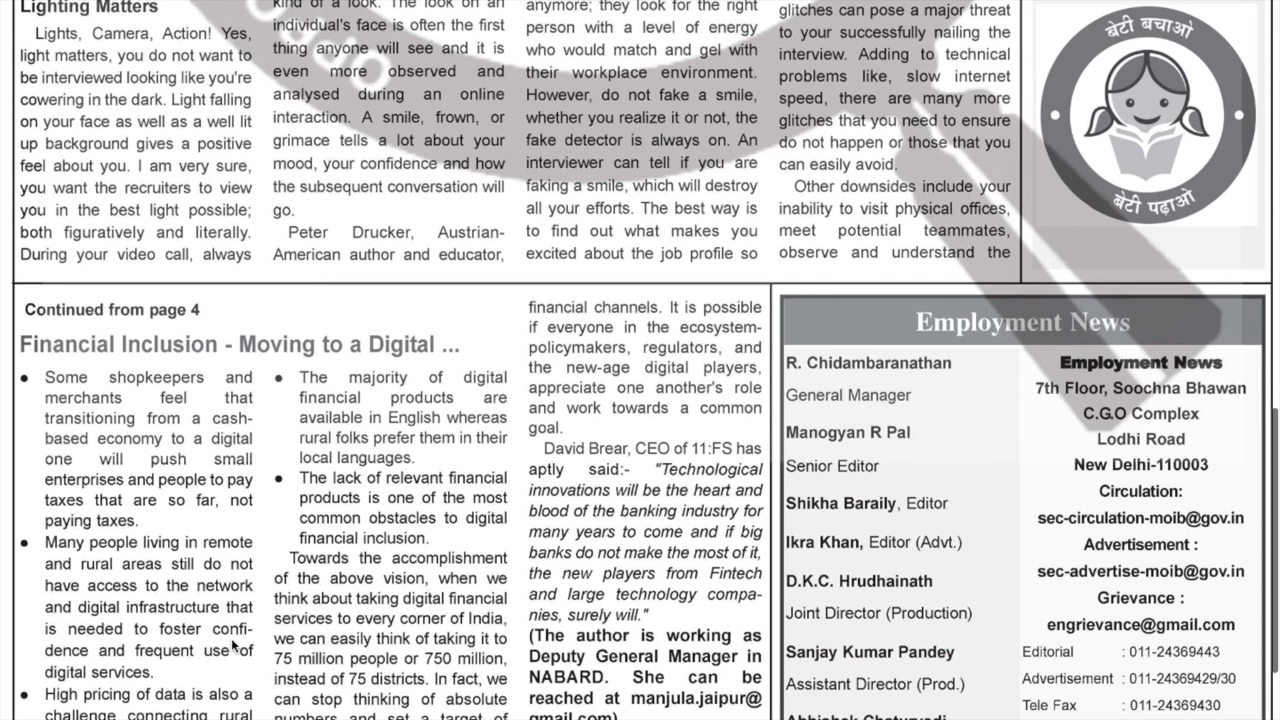 Lighting Matters
Lights, Camera, Action! Yes,
light matters, you do not want to
be interviewed looking like you're
cowering in the dark. Light falling
on your face as well as a well lit
up background gives a positive
feel about you. I am very sure,
you want the recruiters to view
you in the best light possible;
both figuratively and literally.
During your video call, always
kind of a look. The look on an
individual's face is often the first
thing anyone will see and it is
even more observed and
analysed during an online
interaction. A smile, frown, or
grimace tells a lot about your
mood, your confidence and how
the subsequent conversation will
go.
Peter Drucker, Austrian-
American author and educator,
anymore; they look for the right
person with a level of energy
who would match and gel with
their workplace environment.
However, do not fake a smile,
whether you realize it or not, the
fake detector is always on. An
interviewer can tell if you are
faking a smile, which will destroy
all your efforts. The best way is
to find out what makes you
excited about the job profile so
glitches can pose a major threat
to your successfully nailing the
interview. Adding to technical
problems like, slow internet
speed, there are many more
glitches that you need to ensure
do not happen or those that you
can easily avoid.
Other downsides include your
inability to visit physical offices,
meet potential teammates,
observe and understand the
बेटी बचाओ
बेटी पढ़ाओ
Continued from page 4
Financial Inclusion - Moving to a Digital ...
● Some shopkeepers and
merchants feel that
transitioning from a cash-
based economy to a digital
one will push small
enterprises and people to pay
taxes that are so far, not
paying taxes.
● Many people living in remote
and rural areas still do not
have access to the network
and digital infrastructure that
is needed to foster confi-
dence and frequent use of
digital services.
● High pricing of data is also a
challenge connecting rural
● The majority of digital
financial products are
available in English whereas
rural folks prefer them in their
local languages.
● The lack of relevant financial
products is one of the most
common obstacles to digital
financial inclusion.
Towards the accomplishment
of the above vision, when we
think about taking digital financial
services to every corner of India,
we can easily think of taking it to
75 million people or 750 million,
instead of 75 districts. In fact, we
can stop thinking of absolute
numbers and set a target of
financial channels. It is possible
if everyone in the ecosystem-
policymakers, regulators, and
the new-age digital players,
appreciate one another's role
and work towards a common
goal.
David Brear, CEO of 11:FS has
aptly said:- "Technological
innovations will be the heart and
blood of the banking industry for
many years to come and if big
banks do not make the most of it,
the new players from Fintech
and large technology compa-
nies, surely will."
(The author is working as
Deputy General Manager in
NABARD. She can be
reached at manjula.jaipur@
gmail.com)
Employment News
R. Chidambaranathan
General Manager
Manogyan R Pal
Senior Editor
Shikha Baraily, Editor
Ikra Khan, Editor (Advt.)
D.K.C. Hrudhainath
Joint Director (Production)
Sanjay Kumar Pandey
Assistant Director (Prod.)
Abhishek Chaturvedi
Employment News
7th Floor, Soochna Bhawan
C.G.O Complex
Lodhi Road
New Delhi-110003
Circulation:
sec-circulation-moib@gov.in
Advertisement :
sec-advertise-moib@gov.in
Grievance :
engrievance@gmail.com
Editorial : 011-24369443
Advertisement : 011-24369429/30
Tele Fax : 011-24369430